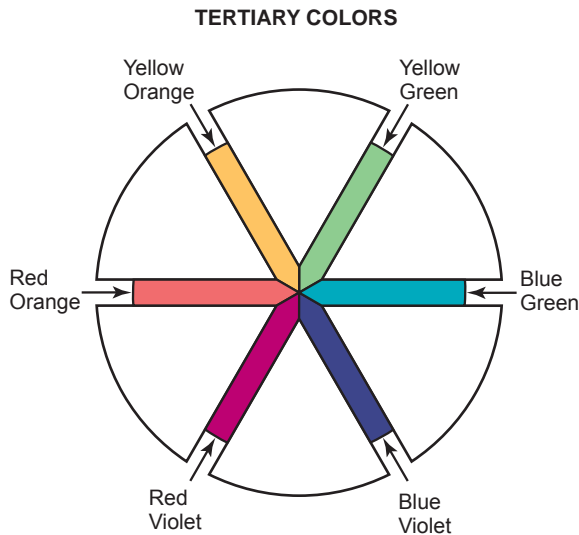 TERTIARY COLORS
Yellow
Orange
Yellow
Green
Red
Orange
Blue
Green
Red
Violet
Blue
Violet